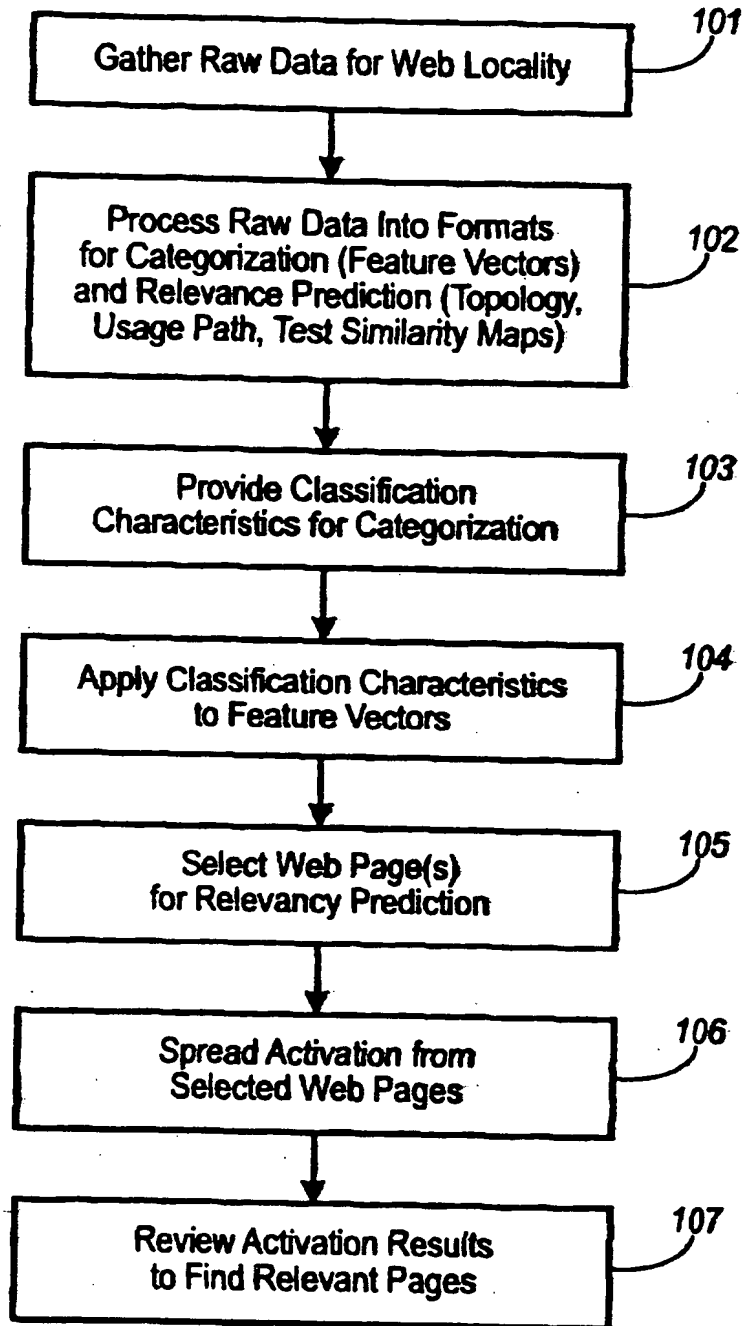 101
Gather Raw Data for Web Locality
102
Process Raw Data Into Formats
for Categorization (Feature Vectors)
and Relevance Prediction (Topology,
Usage Path, Test Similarity Maps)
103
Provide Classification
Characteristics for Categorization
104
Apply Classification Characteristics
to Feature Vectors
105
Select Web Page(s)
for Relevancy Prediction
106
Spread Activation from
Selected Web Pages
107
Review Activation Results
to Find Relevant Pages